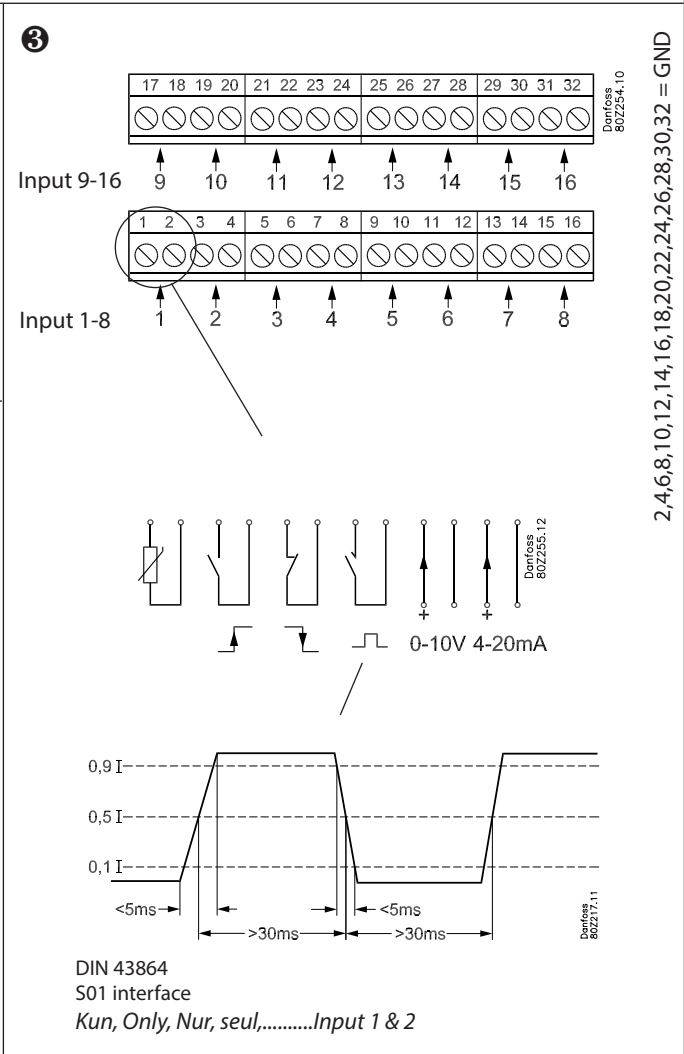 ❸
17 18 19 20 21 22 23 24 25 26 27 28 29 30 31 32
Danfoss
80Z254.10
Input 9-16 9 10 11 12 13 14 15 16
1 2 3 4 5 6 7 8 9 10 11 12 13 14 15 16
Input 1-8 1 2 3 4 5 6 7 8
2,4,6,8,10,12,14,16,18,20,22,24,26,28,30,32 = GND
Danfoss
80Z255.12
+ +
0-10V 4-20mA
0,9 I
0,5 I
0,1 I
<5ms <5ms
>30ms >30ms
Danfoss
80Z217.11
DIN 43864
S01 interface
Kun, Only, Nur, seul,..........Input 1 & 2